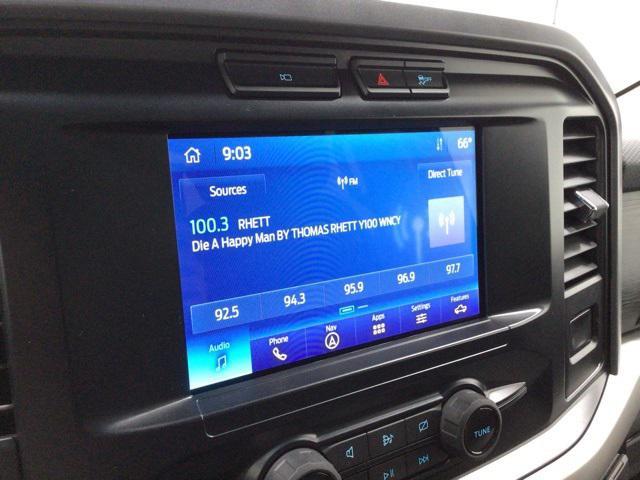 OFF
9:03
66°
Sources
FM
Direct Tune
100.3 RHETT
Die A Happy Man BY THOMAS RHETT Y100 WNCY
92.5 94.3 95.9 96.9 97.7
Audio Phone Nav Apps Settings Features
TUNE